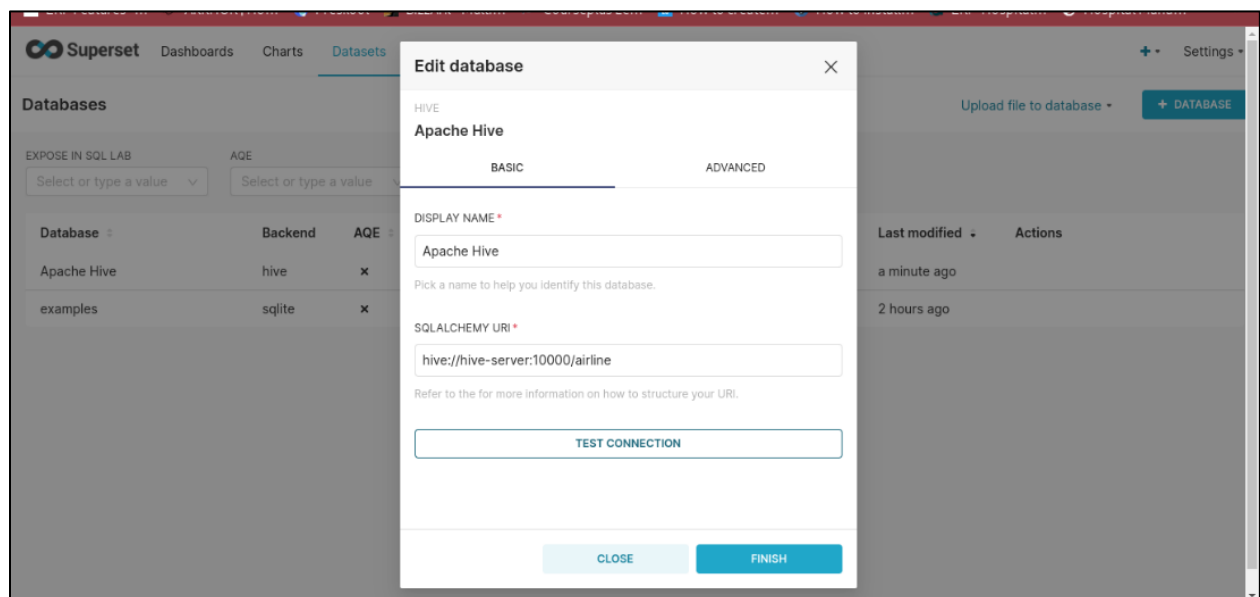 Superset Dashboards Charts Datasets + Settings
Databases Upload file to database + DATABASE
EXPOSE IN SQL LAB AQE
Select or type a value Select or type a value
Database Backend AQE Last modified Actions
Apache Hive hive x a minute ago
examples sqlite x 2 hours ago
Edit database ×
HIVE
Apache Hive
BASIC ADVANCED
DISPLAY NAME *
Apache Hive
Pick a name to help you identify this database.
SQLALCHEMY URI *
hive://hive-server:10000/airline
Refer to the for more information on how to structure your URI.
TEST CONNECTION
CLOSE FINISH